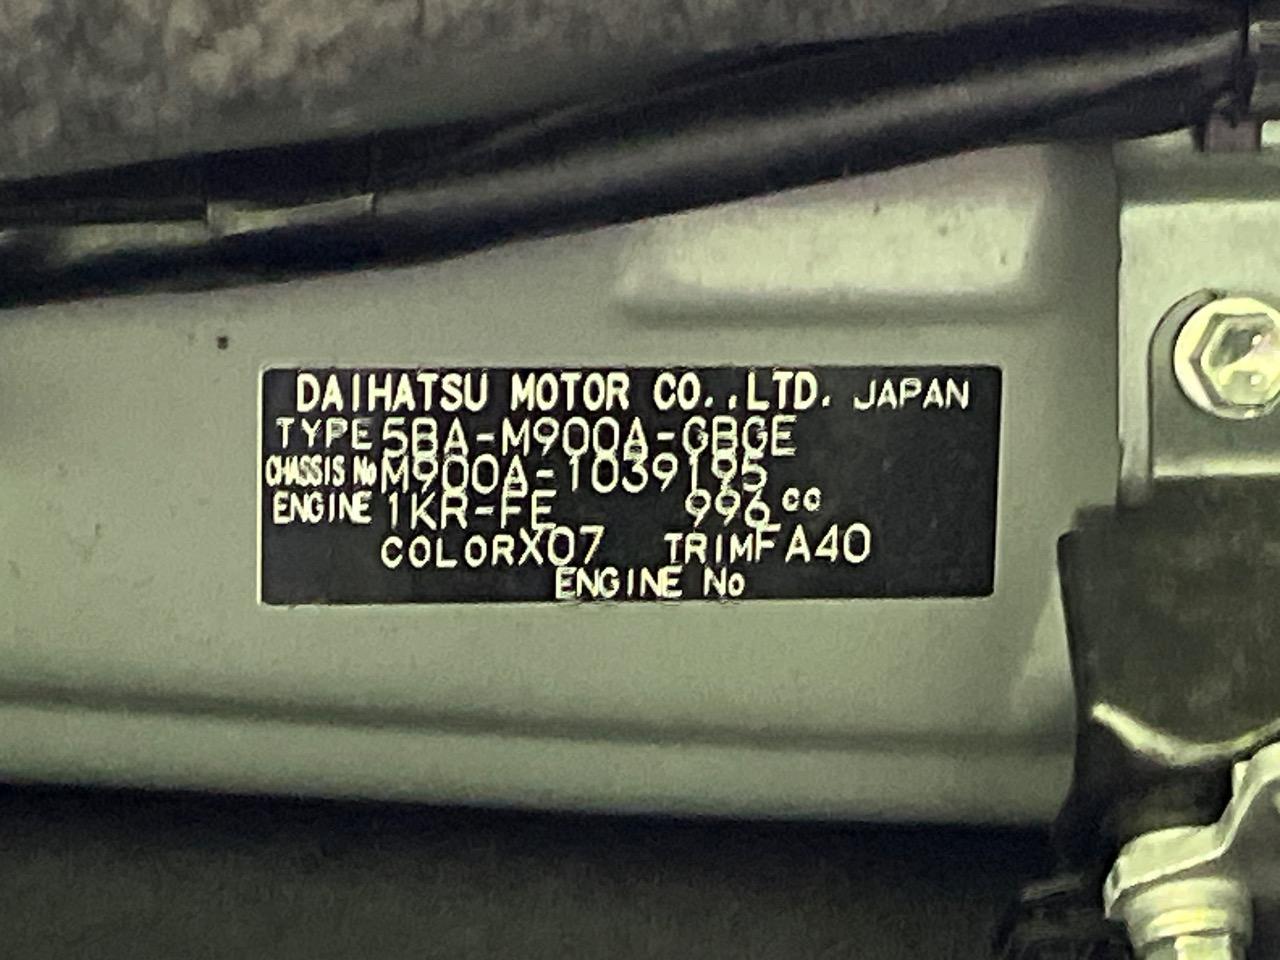 DAIHATSU MOTOR CO.,LTD. JAPAN
TYPE 5BA-M900A-GBGE
CHASSIS No M900A-1039195
ENGINE 1KR-FE 996cc
COLOR X07 TRIM FA40
ENGINE No